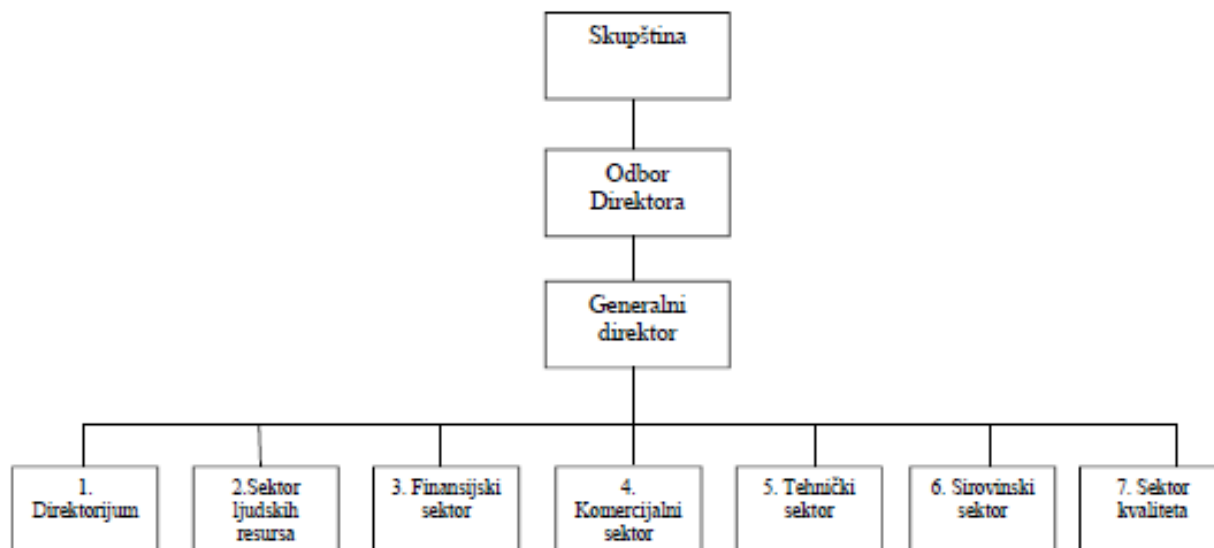 Skupština
Odbor
Direktora
Generalni
direktor
1.
Direktorijum
2.Sektor
ljudskih
resursa
3. Finansijski
sektor
4.
Komercijalni
sektor
5. Tehnički
sektor
6. Sirovinski
sektor
7. Sektor
kvaliteta